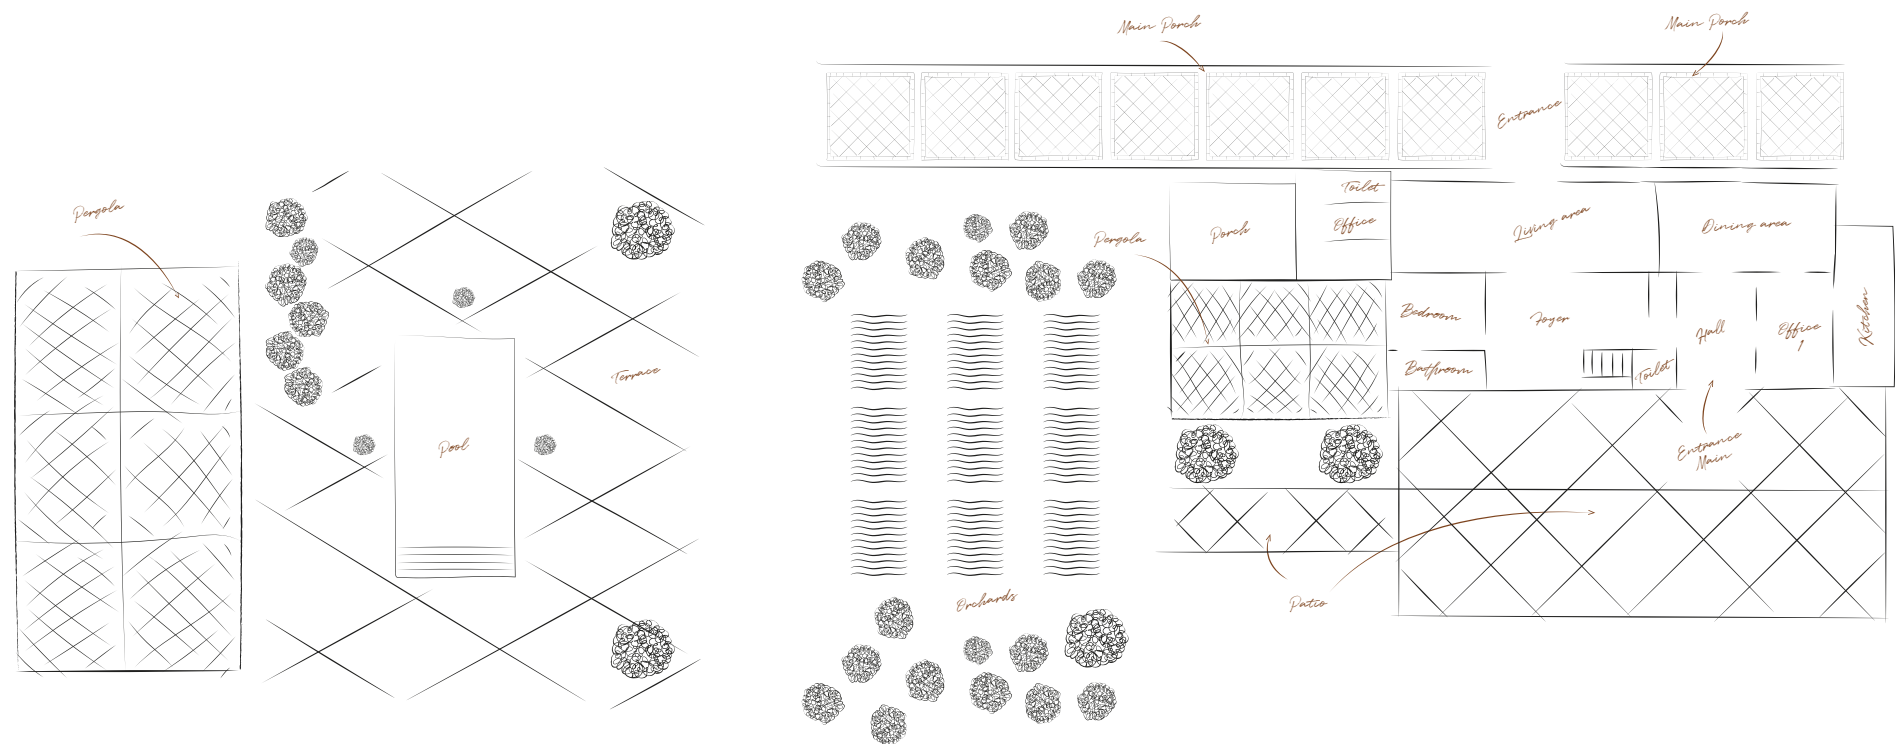 Main Porch
Main Porch
Entrance
Toilet
Pergola
Office
Porch
Living area
Dining area
Pergola
Kitchen
Bedroom
Foyer
Hall
Office
1
Bathroom
Toilet
Terrace
Pool
Entrance
Main
Orchards
Patio